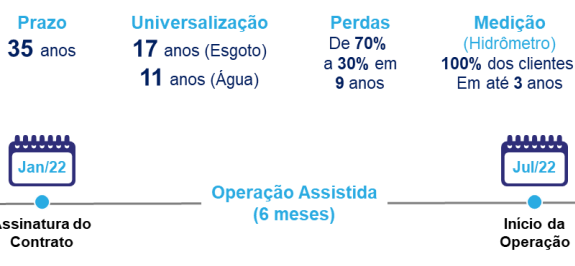 Prazo
35 anos
Universalização
17 anos (Esgoto)
11 anos (Água)
Perdas
De 70%
a 30% em
9 anos
Medição
(Hidrômetro)
100% dos clientes
Em até 3 anos
Jan/22
Operação Assistida
(6 meses)
Jul/22
ssinatura do
Contrato
Início da
Operação